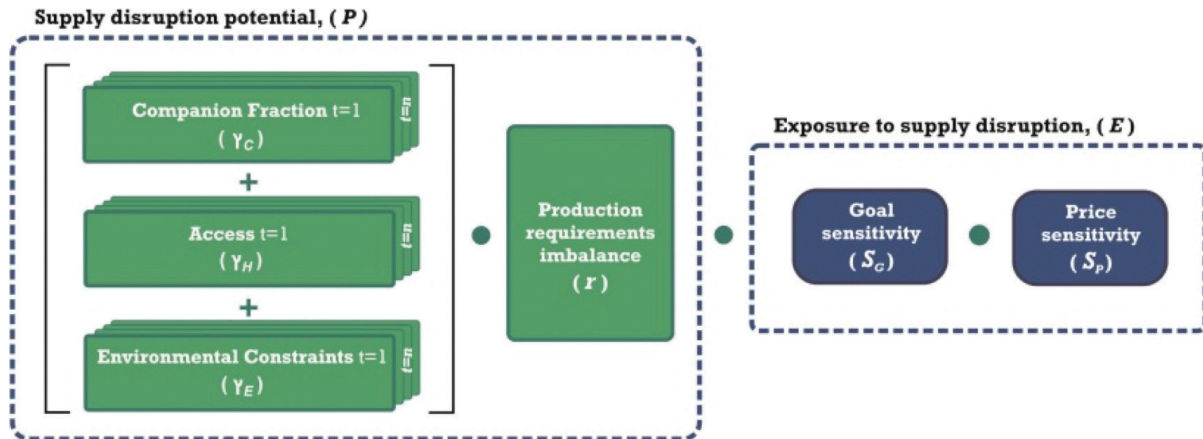 Supply disruption potential, (P)
Companion Fraction t=1
(γC)
t=n
+
Access t=1
(γH)
t=n
+
Environmental Constraints t=1
(γE)
t=n
Production
requirements
imbalance
(r)
Exposure to supply disruption, (E)
Goal
sensitivity
(SG)
Price
sensitivity
(SP)